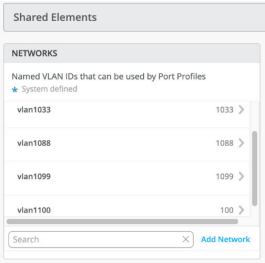 Shared Elements
NETWORKS
Named VLAN IDs that can be used by Port Profiles
* System defined
vlan1033 1033 >
vlan1088 1088 >
vlan1099 1099 >
vlan1100 100 >
Search × Add Network